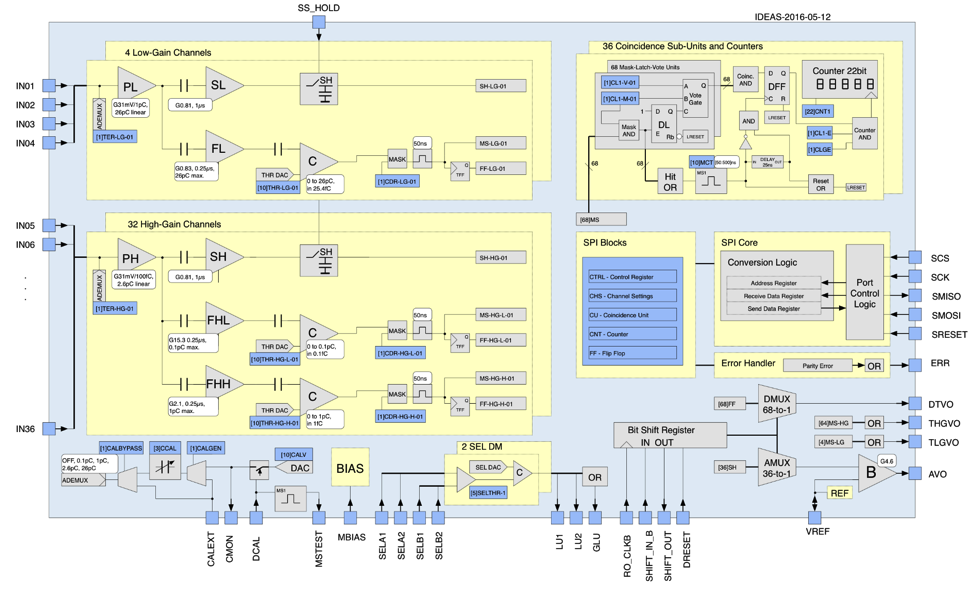 SS_HOLD
IDEAS-2016-05-12
4 Low-Gain Channels
IN01
IN02
IN03
IN04
ADEMUX
[1]TER-LG-01
PL
G31mV/1pC,
26pC linear
SL
G0.81, 1µs
SH
SH-LG-01
FL
G0.83, 0.25µs,
26pC max.
THR DAC
[10]THR-LG-01
C
0 to 26pC,
in 25.4fC
MASK
[1]CDR-LG-01
50ns
Q
TFF
MS-LG-01
FF-LG-01
32 High-Gain Channels
IN05
IN06
.
.
.
IN36
ADEMUX
[1]TER-HG-01
PH
G31mV/100fC,
2.6pC linear
SH
G0.81, 1µs
SH
SH-HG-01
FHL
G15.3 0.25µs,
0.1pC max.
THR DAC
[10]THR-HG-L-01
C
0 to 0.1pC,
in 0.1fC
MASK
[1]CDR-HG-L-01
50ns
Q
TFF
MS-HG-L-01
FF-HG-L-01
FHH
G2.1, 0.25µs,
1pC max.
THR DAC
[10]THR-HG-H-01
C
0 to 1pC,
in 1fC
MASK
[1]CDR-HG-H-01
50ns
Q
TFF
MS-HG-H-01
FF-HG-H-01
36 Coincidence Sub-Units and Counters
68 Mask-Latch-Vote Units
[1]CL1-V-01
[1]CL1-M-01
A Q
B Vote
Gate
C
1
D Q
DL
E Rb
LRESET
Mask
AND
68
68
68
Coinc.
AND
D Q
DFF
C R
LRESET
AND
Counter 22bit
[22]CNT1
[1]CL1-E
[1]CLGE
Counter
AND
Hit
OR
[10]MCT
[50:500]ns
MS1
IN DELAY OUT
25ns
Reset
OR
LRESET
[68]MS
SPI Blocks
CTRL - Control Register
CHS - Channel Settings
CU - Coincidence Unit
CNT - Counter
FF - Flip Flop
SPI Core
Conversion Logic
Address Register
Receive Data Register
Send Data Register
Port
Control
Logic
SCS
SCK
SMISO
SMOSI
SRESET
Error Handler
Parity Error
OR
ERR
[68]FF
DMUX
68-to-1
DTVO
[64]MS-HG
OR
THGVO
[4]MS-LG
OR
TLGVO
Bit Shift Register
IN OUT
[36]SH
AMUX
36-to-1
B
G4.6
AVO
REF
VREF
[1]CALBYPASS
[3]CCAL
[1]CALGEN
[10]CALV
OFF, 0.1pC, 1pC,
2.6pC, 26pC
ADEMUX
DAC
MS1
BIAS
2 SEL DM
SEL DAC
[5]SELTHR-1
C
OR
CALEXT
CMON
DCAL
MSTEST
MBIAS
SELA1
SELA2
SELB1
SELB2
LU1
LU2
GLU
RO_CLKB
SHIFT_IN_B
SHIFT_OUT
DRESET